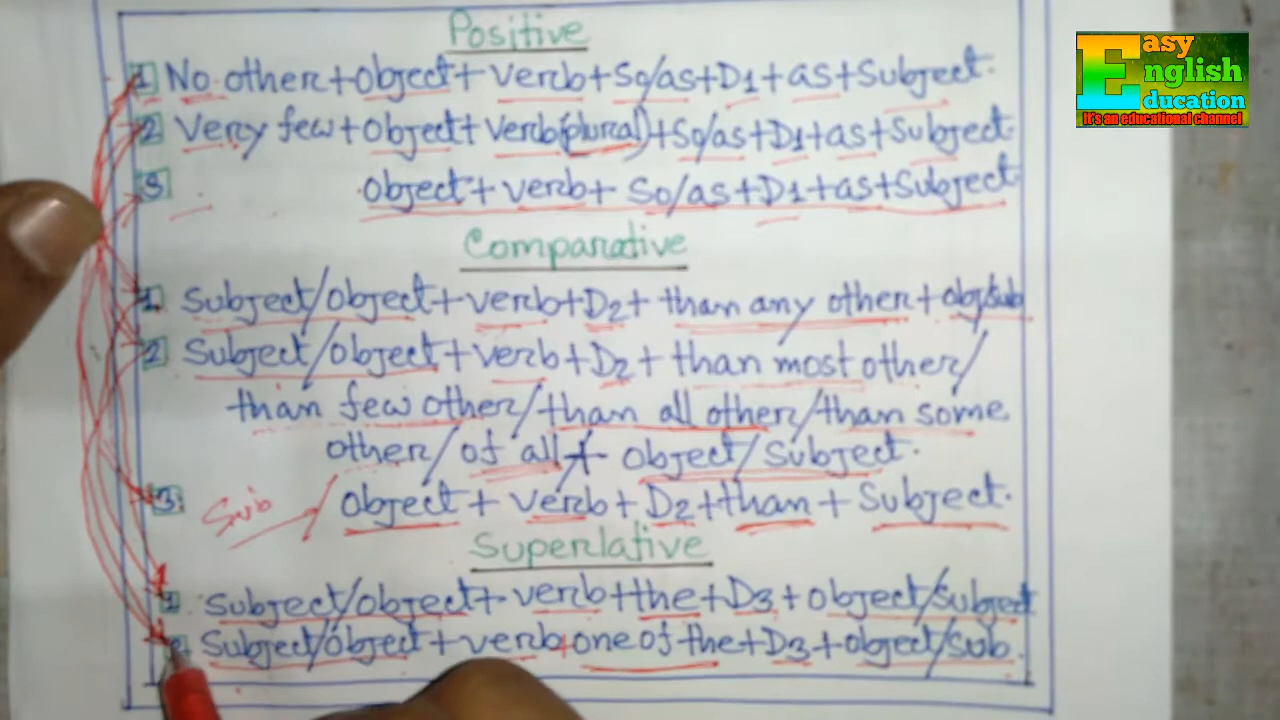 Positive
1 No other + object + verb + So/as + D1 + as + Subject.
2 Very few + object + verb (plural) + So/as + D1 + as + Subject.
3 object + verb + So/as + D1 + as + Subject
Comparative
1. Subject/object + verb + D2 + than any other + obj/sub
2 Subject/object + verb + D2 + than most other/
than few other/than all other/than some
other/of all + object/subject.
3. Sub / object + verb + D2 + than + Subject.
Superlative
1 Subject/object + verb + the + D3 + object/subject
Subject/object + verb + one of the + D3 + object/sub.
Easy
English
Education
It's an educational channel